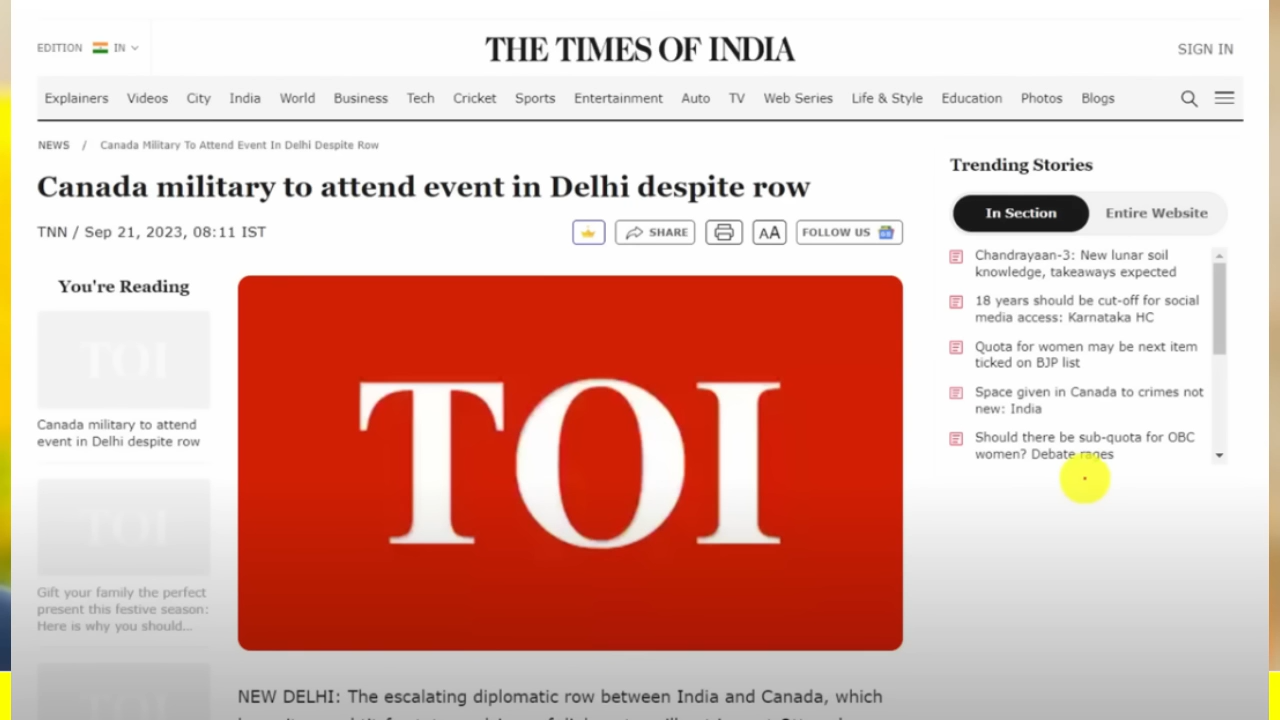 EDITION IN
THE TIMES OF INDIA
SIGN IN
Explainers Videos City India World Business Tech Cricket Sports Entertainment Auto TV Web Series Life & Style Education Photos Blogs
NEWS / Canada Military To Attend Event In Delhi Despite Row
Canada military to attend event in Delhi despite row
TNN / Sep 21, 2023, 08:11 IST
SHARE
AA
FOLLOW US
You're Reading
TOI
Canada military to attend
event in Delhi despite row
TOI
Gift your family the perfect
present this festive season:
Here is why you should...
TOI
TOI
NEW DELHI: The escalating diplomatic row between India and Canada, which
Trending Stories
In Section Entire Website
Chandrayaan-3: New lunar soil
knowledge, takeaways expected
18 years should be cut-off for social
media access: Karnataka HC
Quota for women may be next item
ticked on BJP list
Space given in Canada to crimes not
new: India
Should there be sub-quota for OBC
women? Debate rages